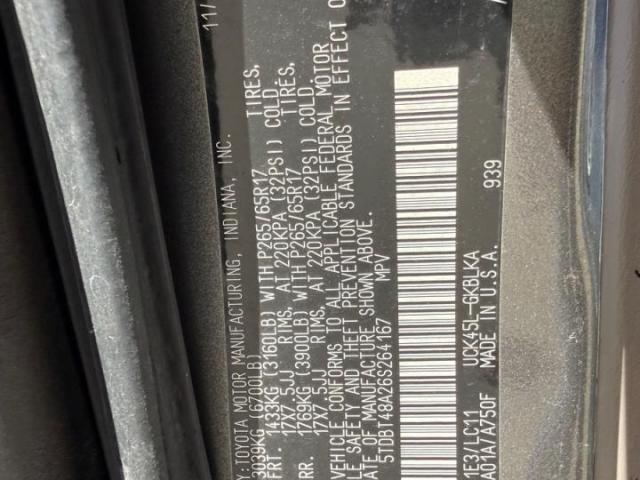 11/
Y:TOYOTA MOTOR MANUFACTURING, INDIANA, INC.
3039KG (6700LB)
FRT. 1433KG (3160LB) WITH P265/65R17 TIRES,
17X7.5JJ RIMS, AT 220KPA (32PSI) COLD.
RR. 1769KG (3900LB) WITH P265/65R17 TIRES,
17X7.5JJ RIMS, AT 220KPA (32PSI) COLD
VEHICLE CONFORMS TO ALL APPLICABLE FEDERAL MOTOR
LE SAFETY AND THEFT PREVENTION STANDARDS IN EFFECT O
ATE OF MANUFACTURE SHOWN ABOVE.
5TDBT48A26S264167 MPV
1E3/LC11 UCK45L-GKBLKA
A01A/A750F MADE IN U.S.A. 939